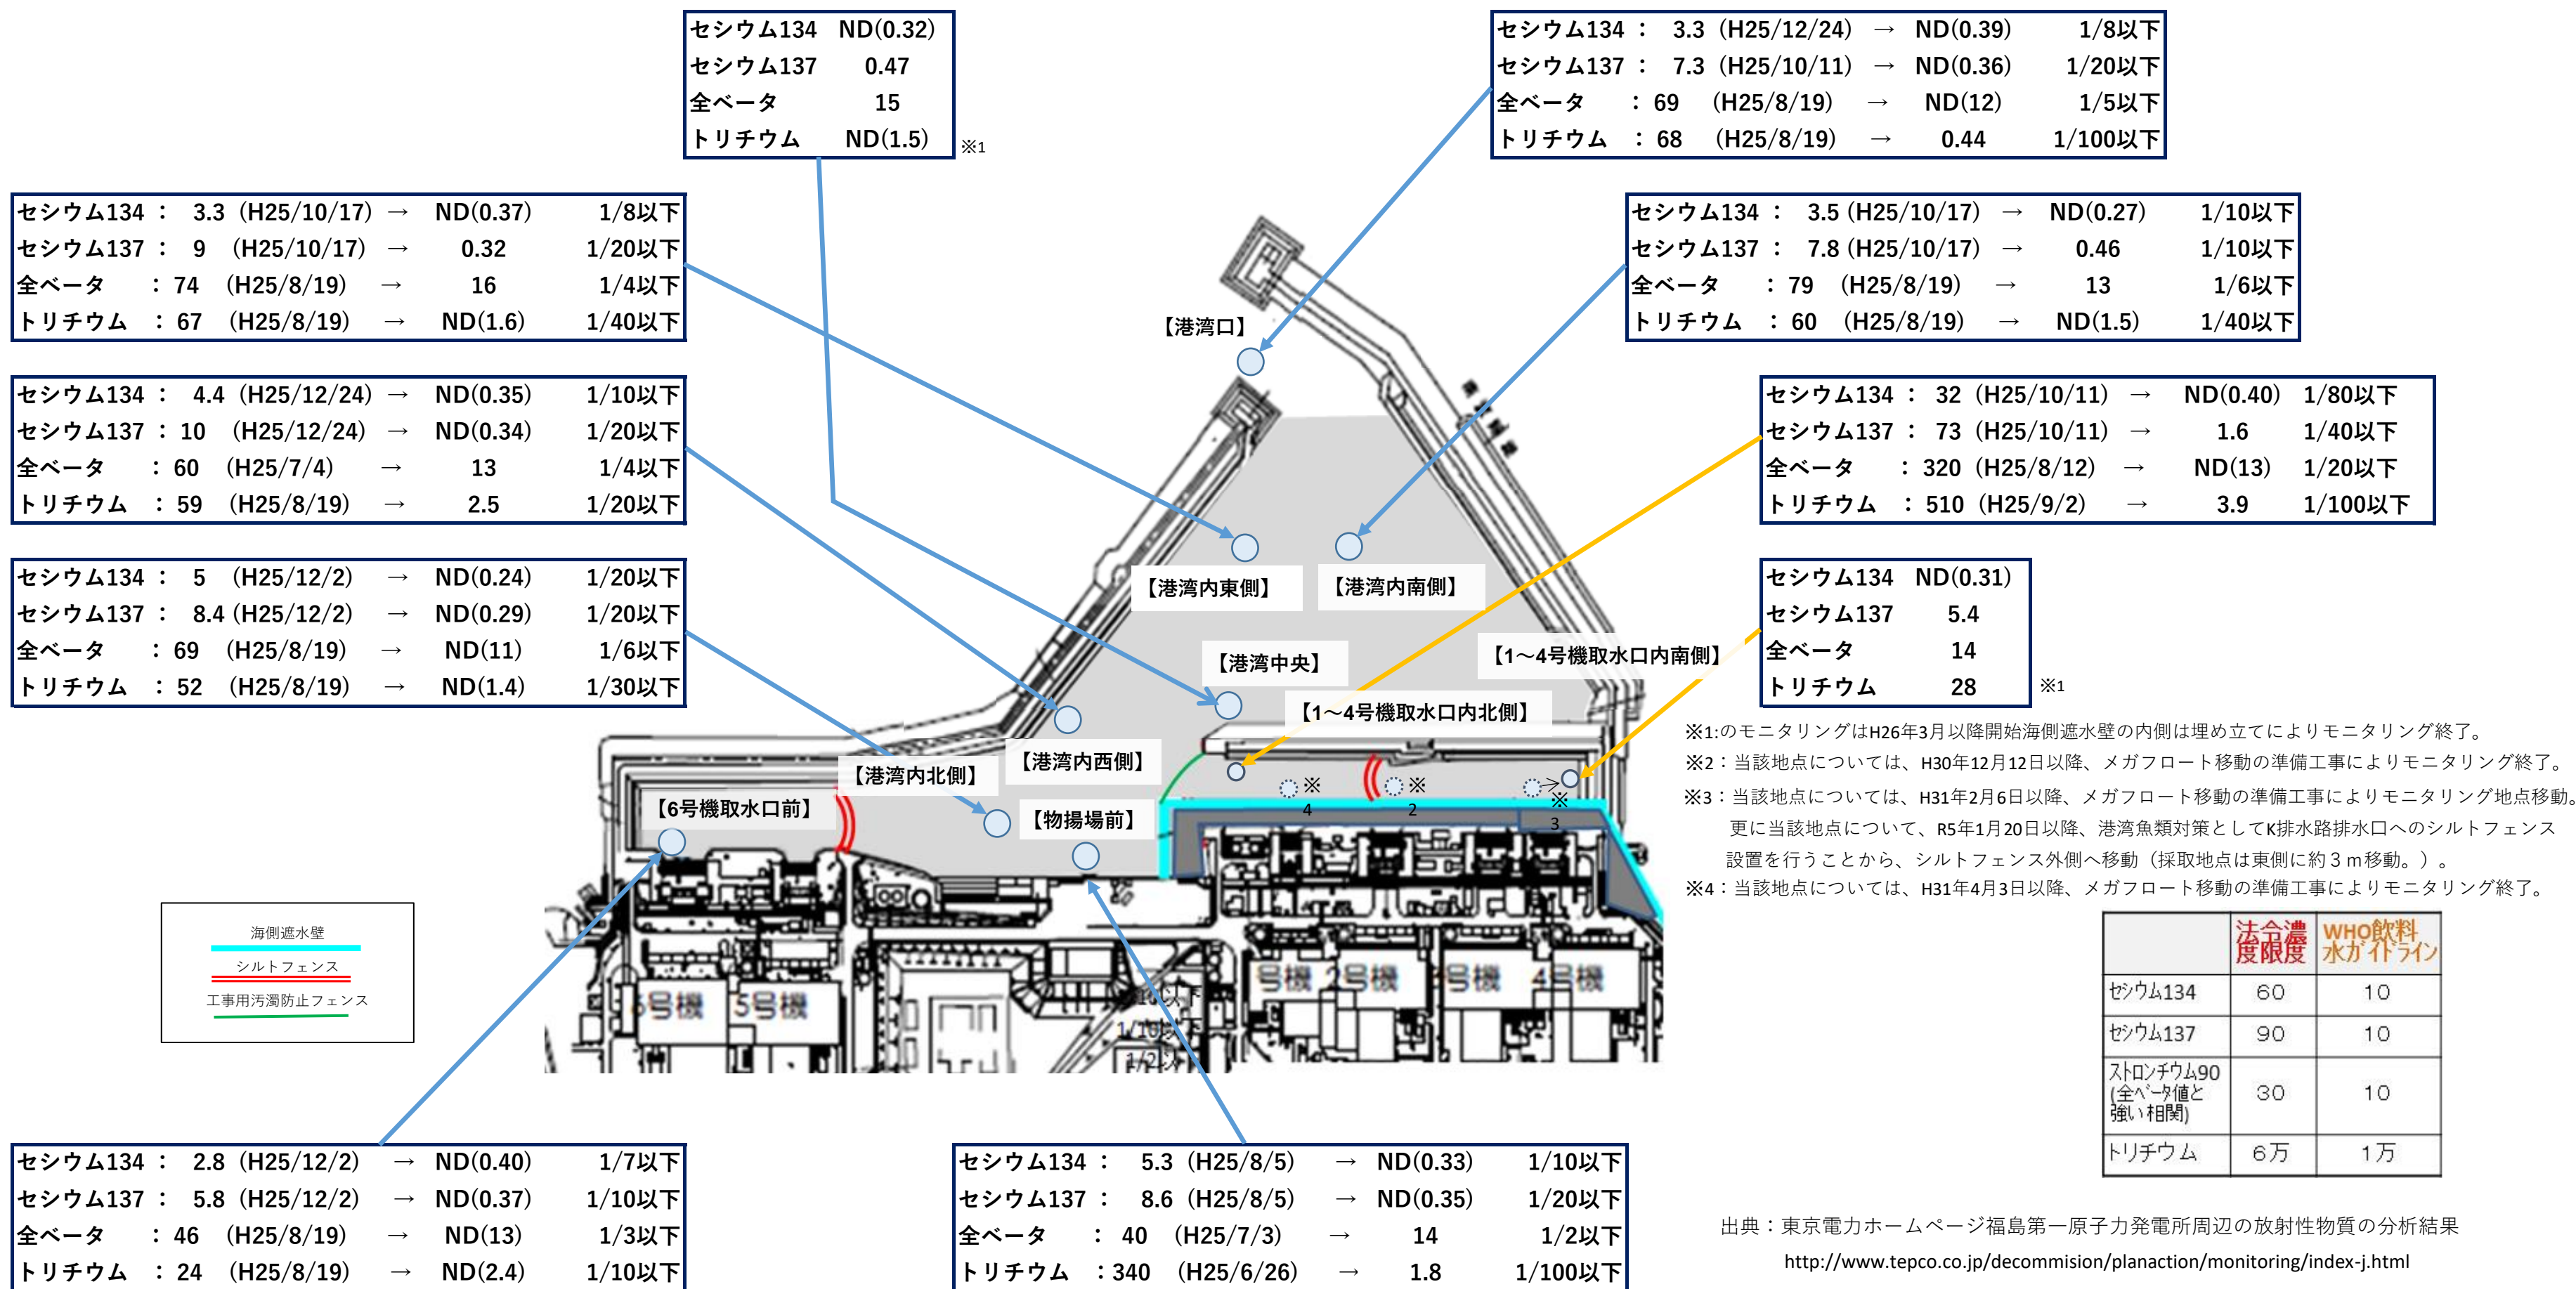 セシウム134 ND(0.32)
セシウム137 0.47
全ベータ 15
トリチウム ND(1.5) ※1
セシウム134 ： 3.3 (H25/12/24) → ND(0.39) 1/8以下
セシウム137 ： 7.3 (H25/10/11) → ND(0.36) 1/20以下
全ベータ ：69 (H25/8/19) → ND(12) 1/5以下
トリチウム ：68 (H25/8/19) → 0.44 1/100以下
セシウム134 ： 3.3 (H25/10/17) → ND(0.37) 1/8以下
セシウム137 ： 9 (H25/10/17) → 0.32 1/20以下
全ベータ ：74 (H25/8/19) → 16 1/4以下
トリチウム ：67 (H25/8/19) → ND(1.6) 1/40以下
セシウム134 ： 3.5 (H25/10/17) → ND(0.27) 1/10以下
セシウム137 ： 7.8 (H25/10/17) → 0.46 1/10以下
全ベータ ：79 (H25/8/19) → 13 1/6以下
トリチウム ：60 (H25/8/19) → ND(1.5) 1/40以下
セシウム134 ： 4.4 (H25/12/24) → ND(0.35) 1/10以下
セシウム137 ：10 (H25/12/24) → ND(0.34) 1/20以下
全ベータ ：60 (H25/7/4) → 13 1/4以下
トリチウム ：59 (H25/8/19) → 2.5 1/20以下
セシウム134 ： 32 (H25/10/11) → ND(0.40) 1/80以下
セシウム137 ： 73 (H25/10/11) → 1.6 1/40以下
全ベータ ：320 (H25/8/12) → ND(13) 1/20以下
トリチウム ：510 (H25/9/2) → 3.9 1/100以下
セシウム134 ： 5 (H25/12/2) → ND(0.24) 1/20以下
セシウム137 ： 8.4 (H25/12/2) → ND(0.29) 1/20以下
全ベータ ：69 (H25/8/19) → ND(11) 1/6以下
トリチウム ：52 (H25/8/19) → ND(1.4) 1/30以下
セシウム134 ND(0.31)
セシウム137 5.4
全ベータ 14
トリチウム 28 ※1
【港湾口】
【港湾内東側】
【港湾内南側】
【港湾中央】
【1～4号機取水口内南側】
【1～4号機取水口内北側】
【港湾内西側】
【港湾内北側】
【6号機取水口前】
【物揚場前】
※4
※2
※3
5号機
号機
2号機
号機
4号機
1/2以
※1:のモニタリングはH26年3月以降開始海側遮水壁の内側は埋め立てによりモニタリング終了。
※2：当該地点については、H30年12月12日以降、メガフロート移動の準備工事によりモニタリング終了。
※3：当該地点については、H31年2月6日以降、メガフロート移動の準備工事によりモニタリング地点移動。
更に当該地点について、R5年1月20日以降、港湾魚類対策としてK排水路排水口へのシルトフェンス
設置を行うことから、シルトフェンス外側へ移動（採取地点は東側に約３ｍ移動。）。
※4：当該地点については、H31年4月3日以降、メガフロート移動の準備工事によりモニタリング終了。
海側遮水壁
シルトフェンス
工事用汚濁防止フェンス
法令濃度限度 WHO飲料水ガイドライン
セシウム134 60 10
セシウム137 90 10
ストロンチウム90
(全ベータ値と
強い相関) 30 10
トリチウム 6万 1万
セシウム134 ： 2.8 (H25/12/2) → ND(0.40) 1/7以下
セシウム137 ： 5.8 (H25/12/2) → ND(0.37) 1/10以下
全ベータ ：46 (H25/8/19) → ND(13) 1/3以下
トリチウム ：24 (H25/8/19) → ND(2.4) 1/10以下
セシウム134 ： 5.3 (H25/8/5) → ND(0.33) 1/10以下
セシウム137 ： 8.6 (H25/8/5) → ND(0.35) 1/20以下
全ベータ ：40 (H25/7/3) → 14 1/2以下
トリチウム ：340 (H25/6/26) → 1.8 1/100以下
出典：東京電力ホームページ福島第一原子力発電所周辺の放射性物質の分析結果
http://www.tepco.co.jp/decommision/planaction/monitoring/index-j.html